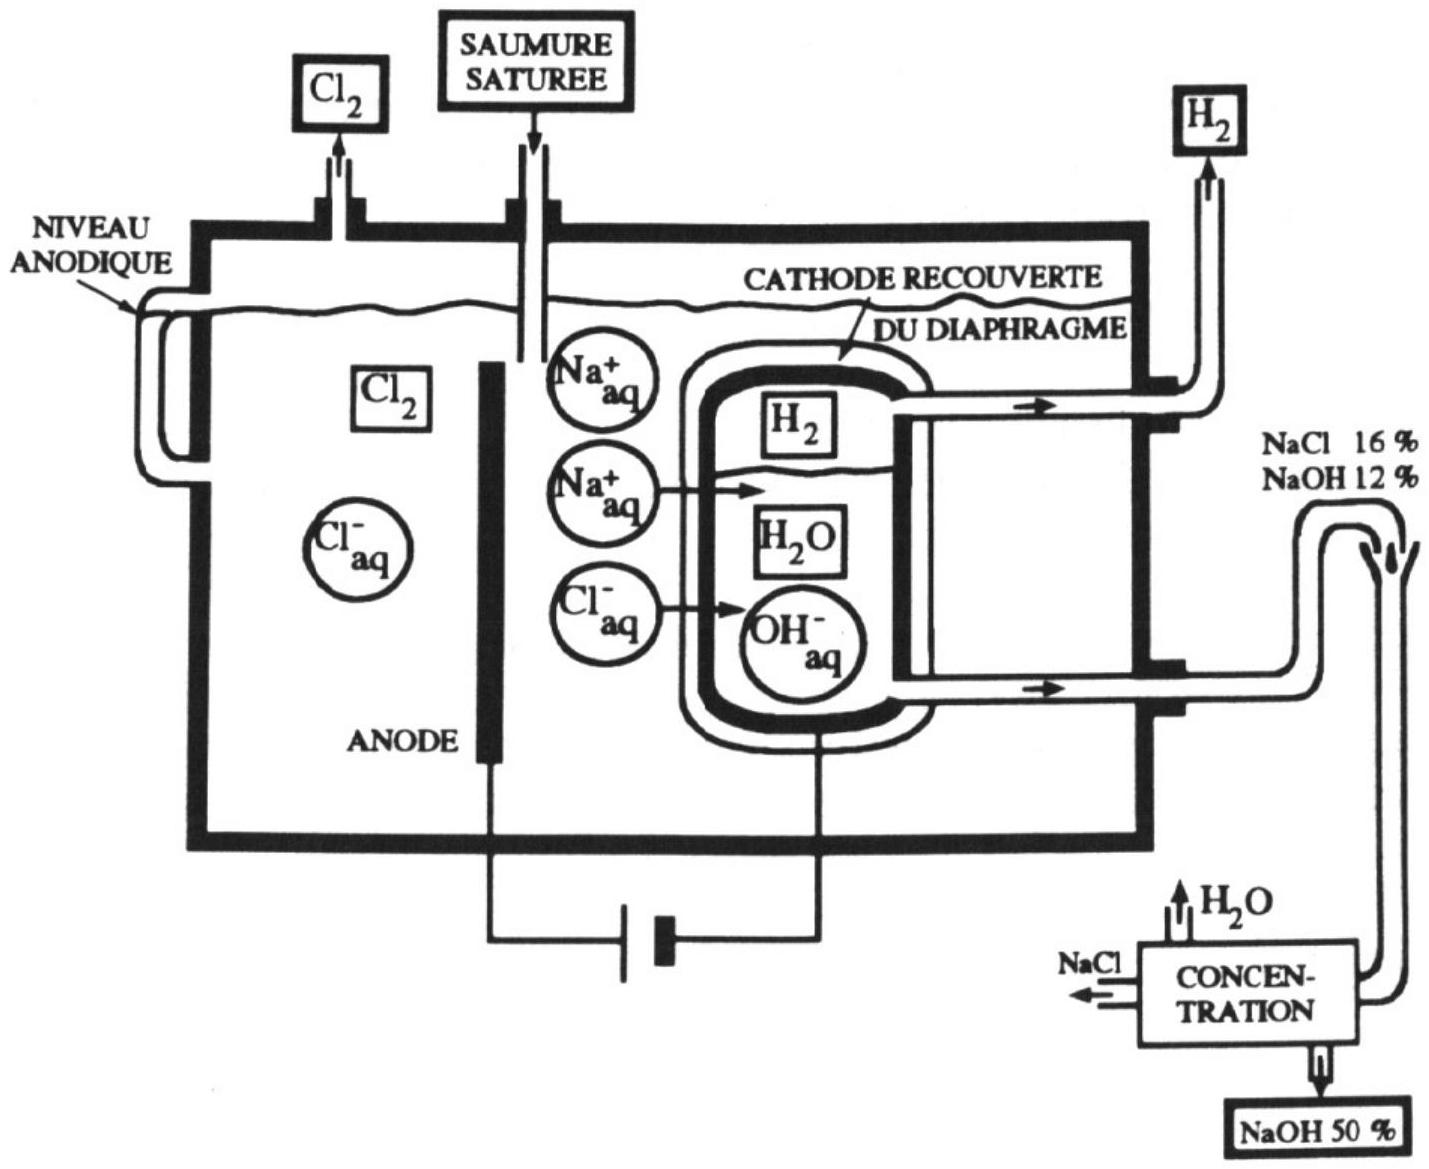 SAUMURE
SATUREE
Cl2
H2
NIVEAU
ANODIQUE
CATHODE RECOUVERTE
DU DIAPHRAGME
Na+aq
Cl2
H2
NaCl 16 %
NaOH 12 %
Na+aq
H2O
Cl-aq
Cl-aq
OH-aq
ANODE
H2O
NaCl
CONCEN-
TRATION
NaOH 50 %